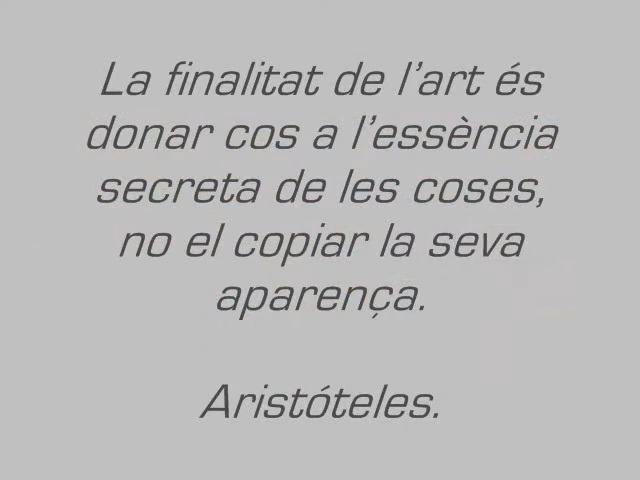 La finalitat de l’art és
donar cos a l’essència
secreta de les coses,
no el copiar la seva
aparença.
Aristóteles.